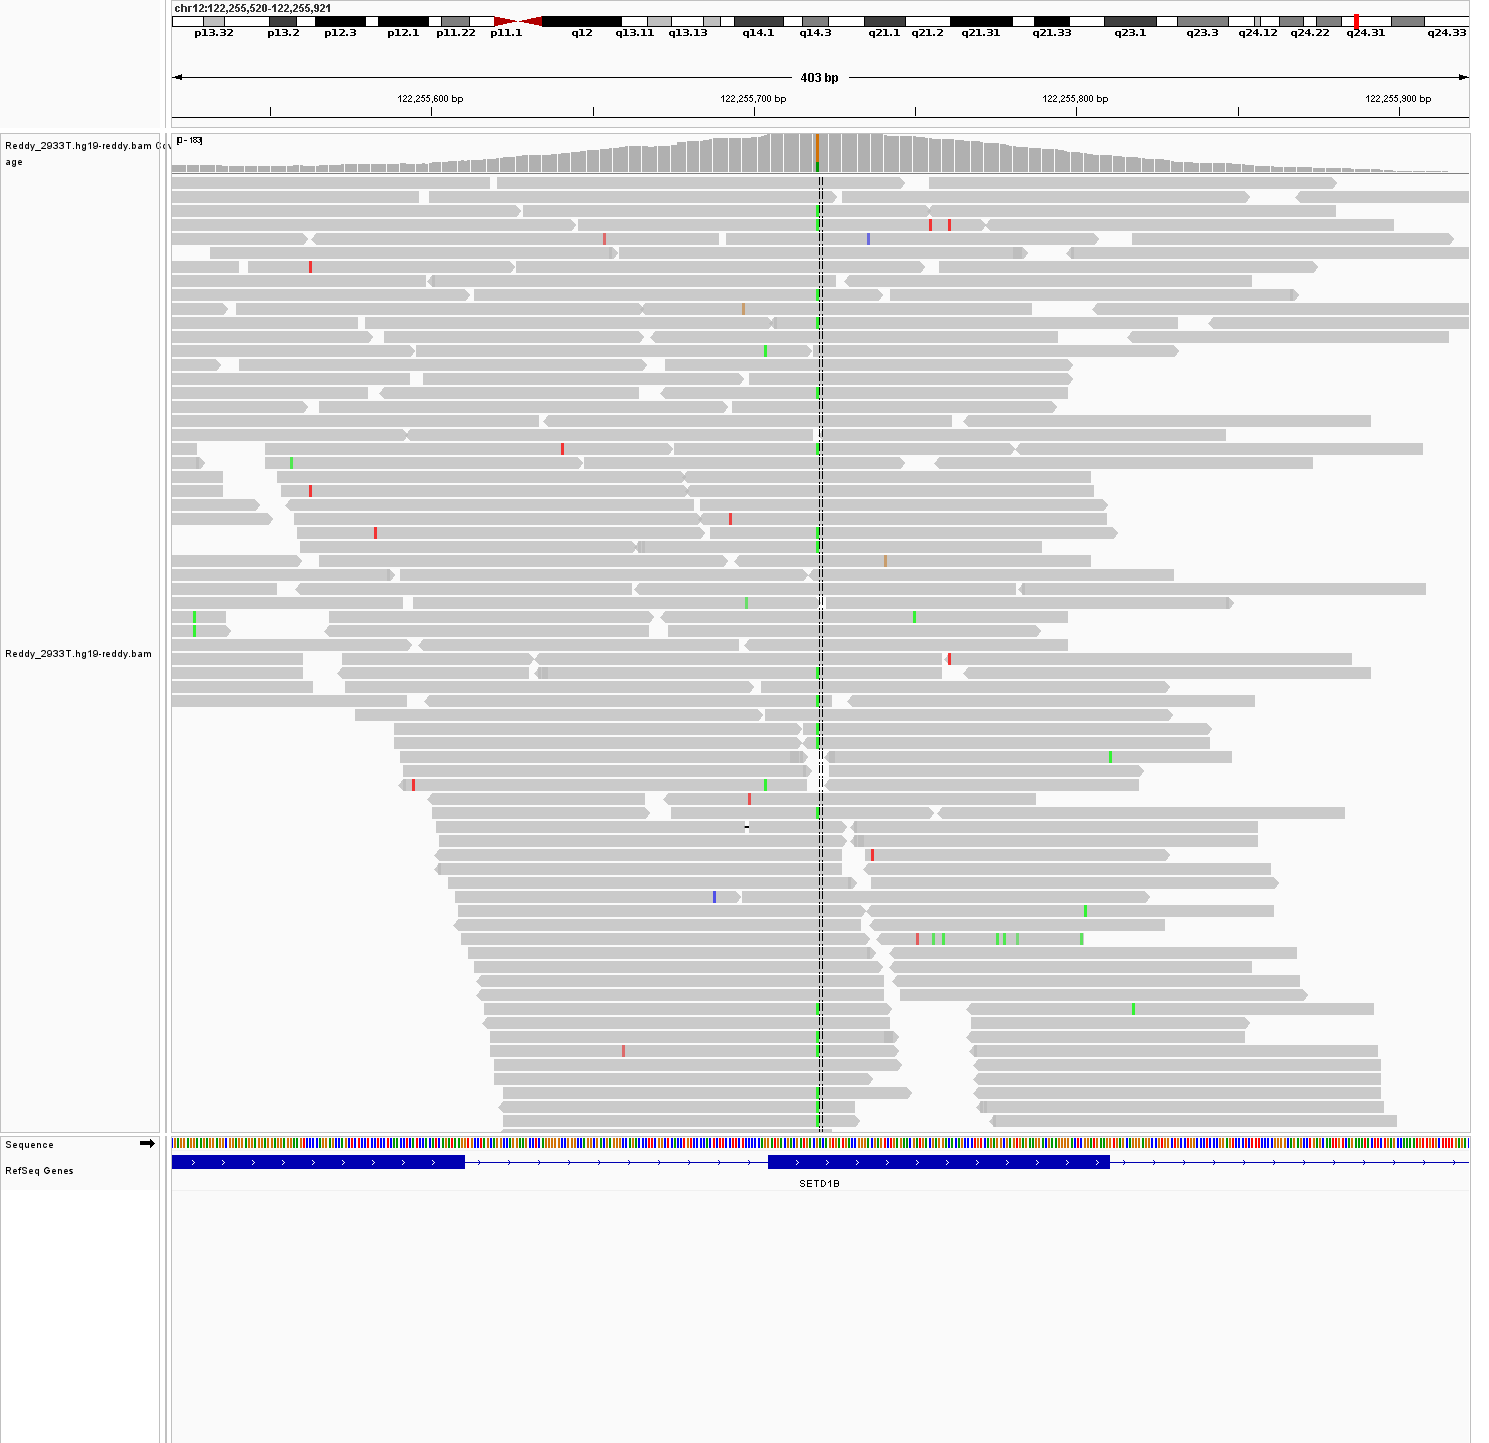 chr12:122,255,520-122,255,921
p13.32 p13.2 p12.3 p12.1 p11.22 p11.1 q12 q13.11 q13.13 q14.1 q14.3 q21.1 q21.2 q21.31 q21.33 q23.1 q23.3 q24.12 q24.22 q24.31 q24.33
403 bp
122,255,600 bp 122,255,700 bp 122,255,800 bp 122,255,900 bp
[0 - 183]
Reddy_2933T.hg19-reddy.bam Cov
age
Reddy_2933T.hg19-reddy.bam
Sequence
RefSeq Genes
SETD1B